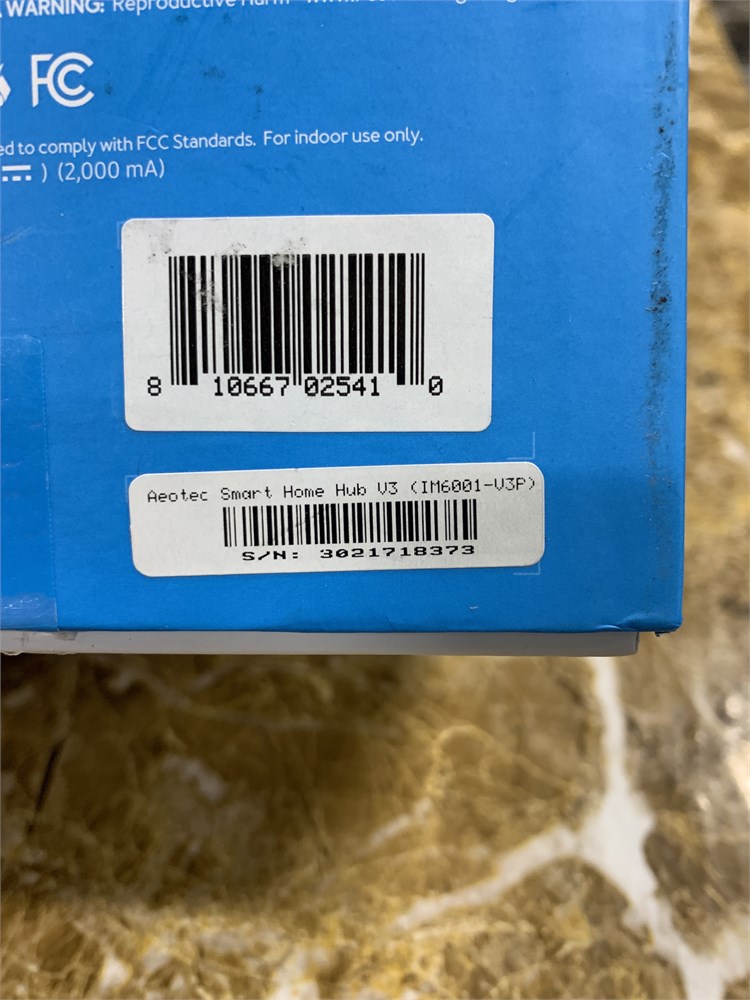 WARNING: Reproductive Harm
FC
ed to comply with FCC Standards. For indoor use only.
) (2,000 mA)
8 10667 02541 0
Aeotec Smart Home Hub V3 (IM6001-V3P)
S/N: 3021718373